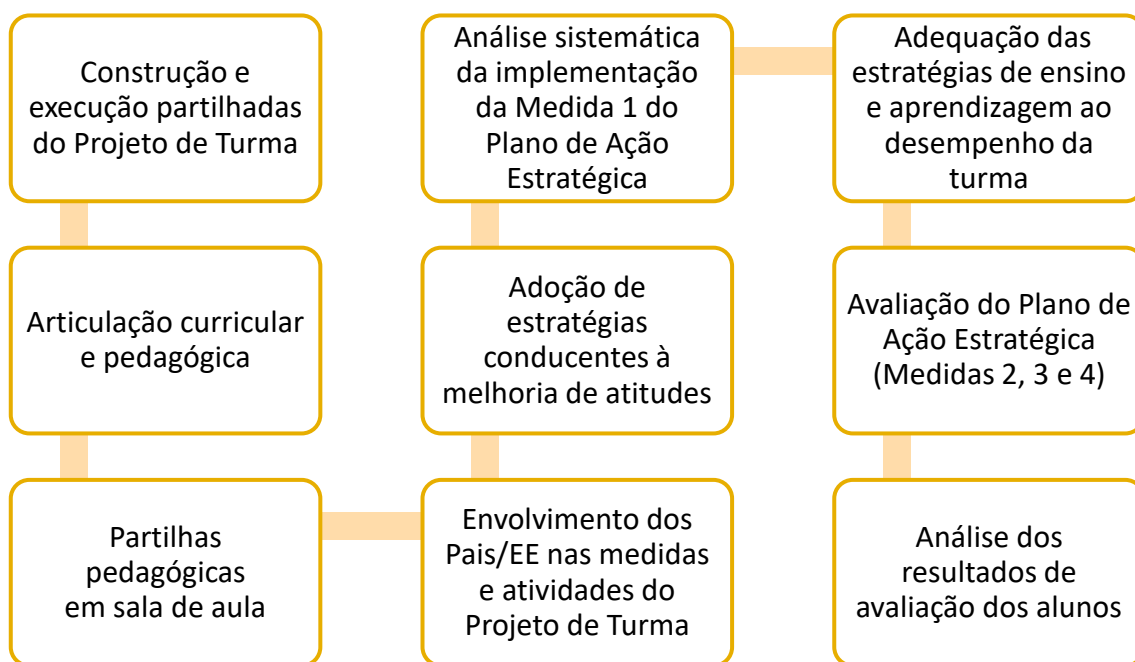 Construção e
execução partilhadas
do Projeto de Turma
Articulação curricular
e pedagógica
Partilhas
pedagógicas
em sala de aula
Envolvimento dos
Pais/EE nas medidas
e atividades do
Projeto de Turma
Adoção de
estratégias
conducentes à
melhoria de atitudes
Análise sistemática
da implementação
da Medida 1 do
Plano de Ação
Estratégica
Adequação das
estratégias de ensino
e aprendizagem ao
desempenho da
turma
Avaliação do Plano de
Ação Estratégica
(Medidas 2, 3 e 4)
Análise dos
resultados de
avaliação dos alunos